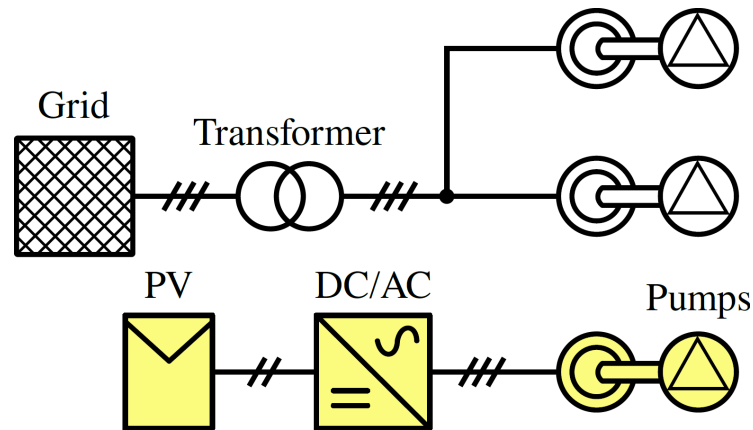 Grid
Transformer
PV
DC/AC
Pumps